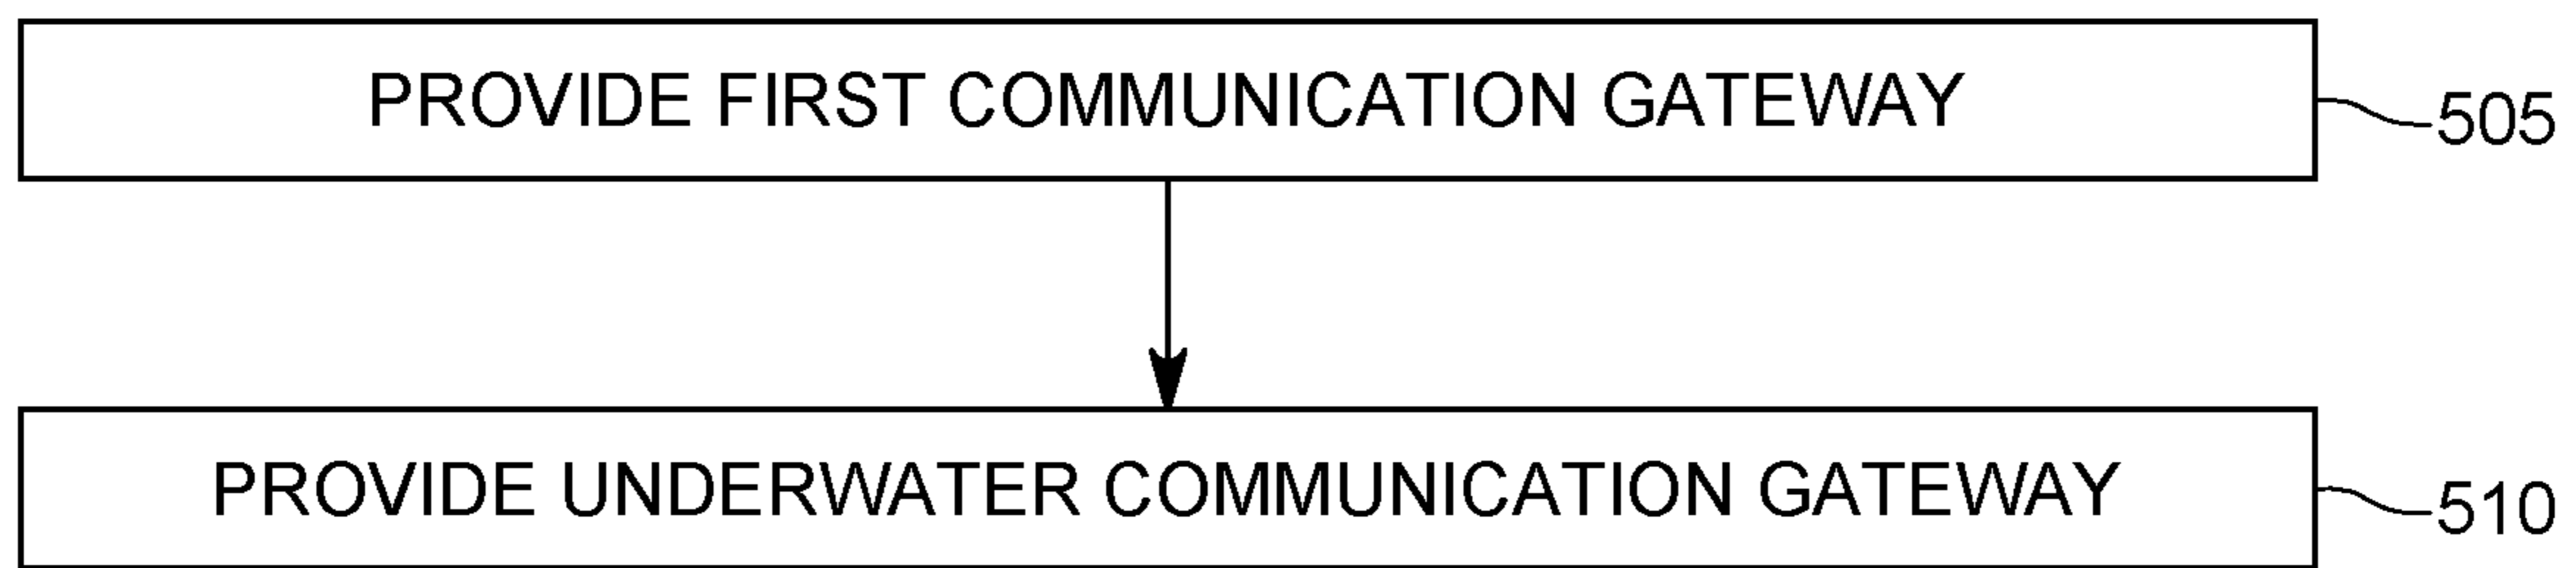 PROVIDE FIRST COMMUNICATION GATEWAY
505
PROVIDE UNDERWATER COMMUNICATION GATEWAY
510